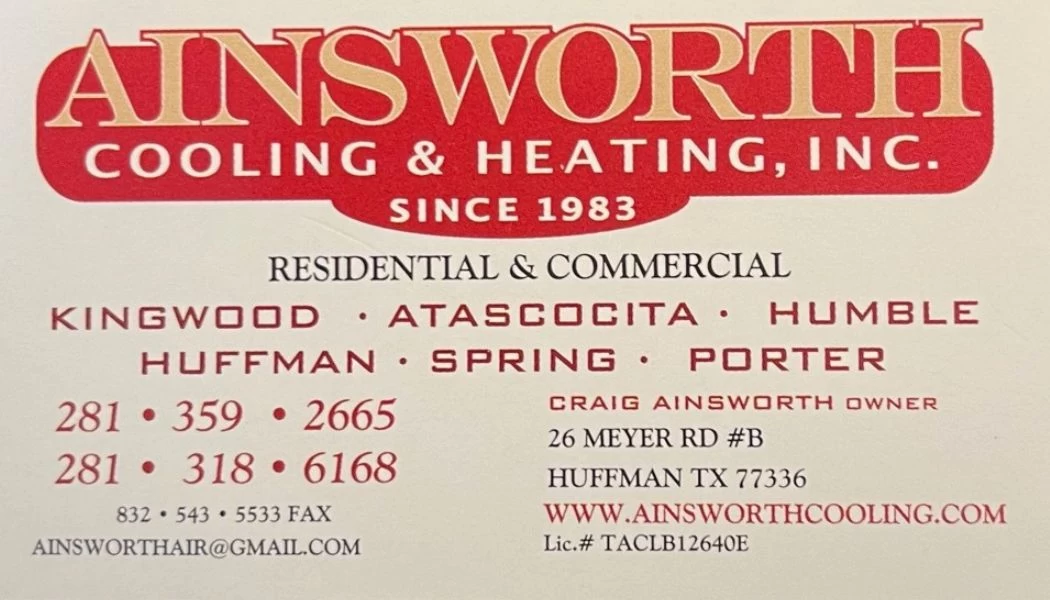 AINSWORTH
COOLING & HEATING, INC.
SINCE 1983
RESIDENTIAL & COMMERCIAL
KINGWOOD · ATASCOCITA · HUMBLE
HUFFMAN · SPRING · PORTER
281 • 359 • 2665
281 • 318 • 6168
832 • 543 • 5533 FAX
AINSWORTHAIR@GMAIL.COM
CRAIG AINSWORTH OWNER
26 MEYER RD #B
HUFFMAN TX 77336
WWW.AINSWORTHCOOLING.COM
Lic.# TACLB12640E